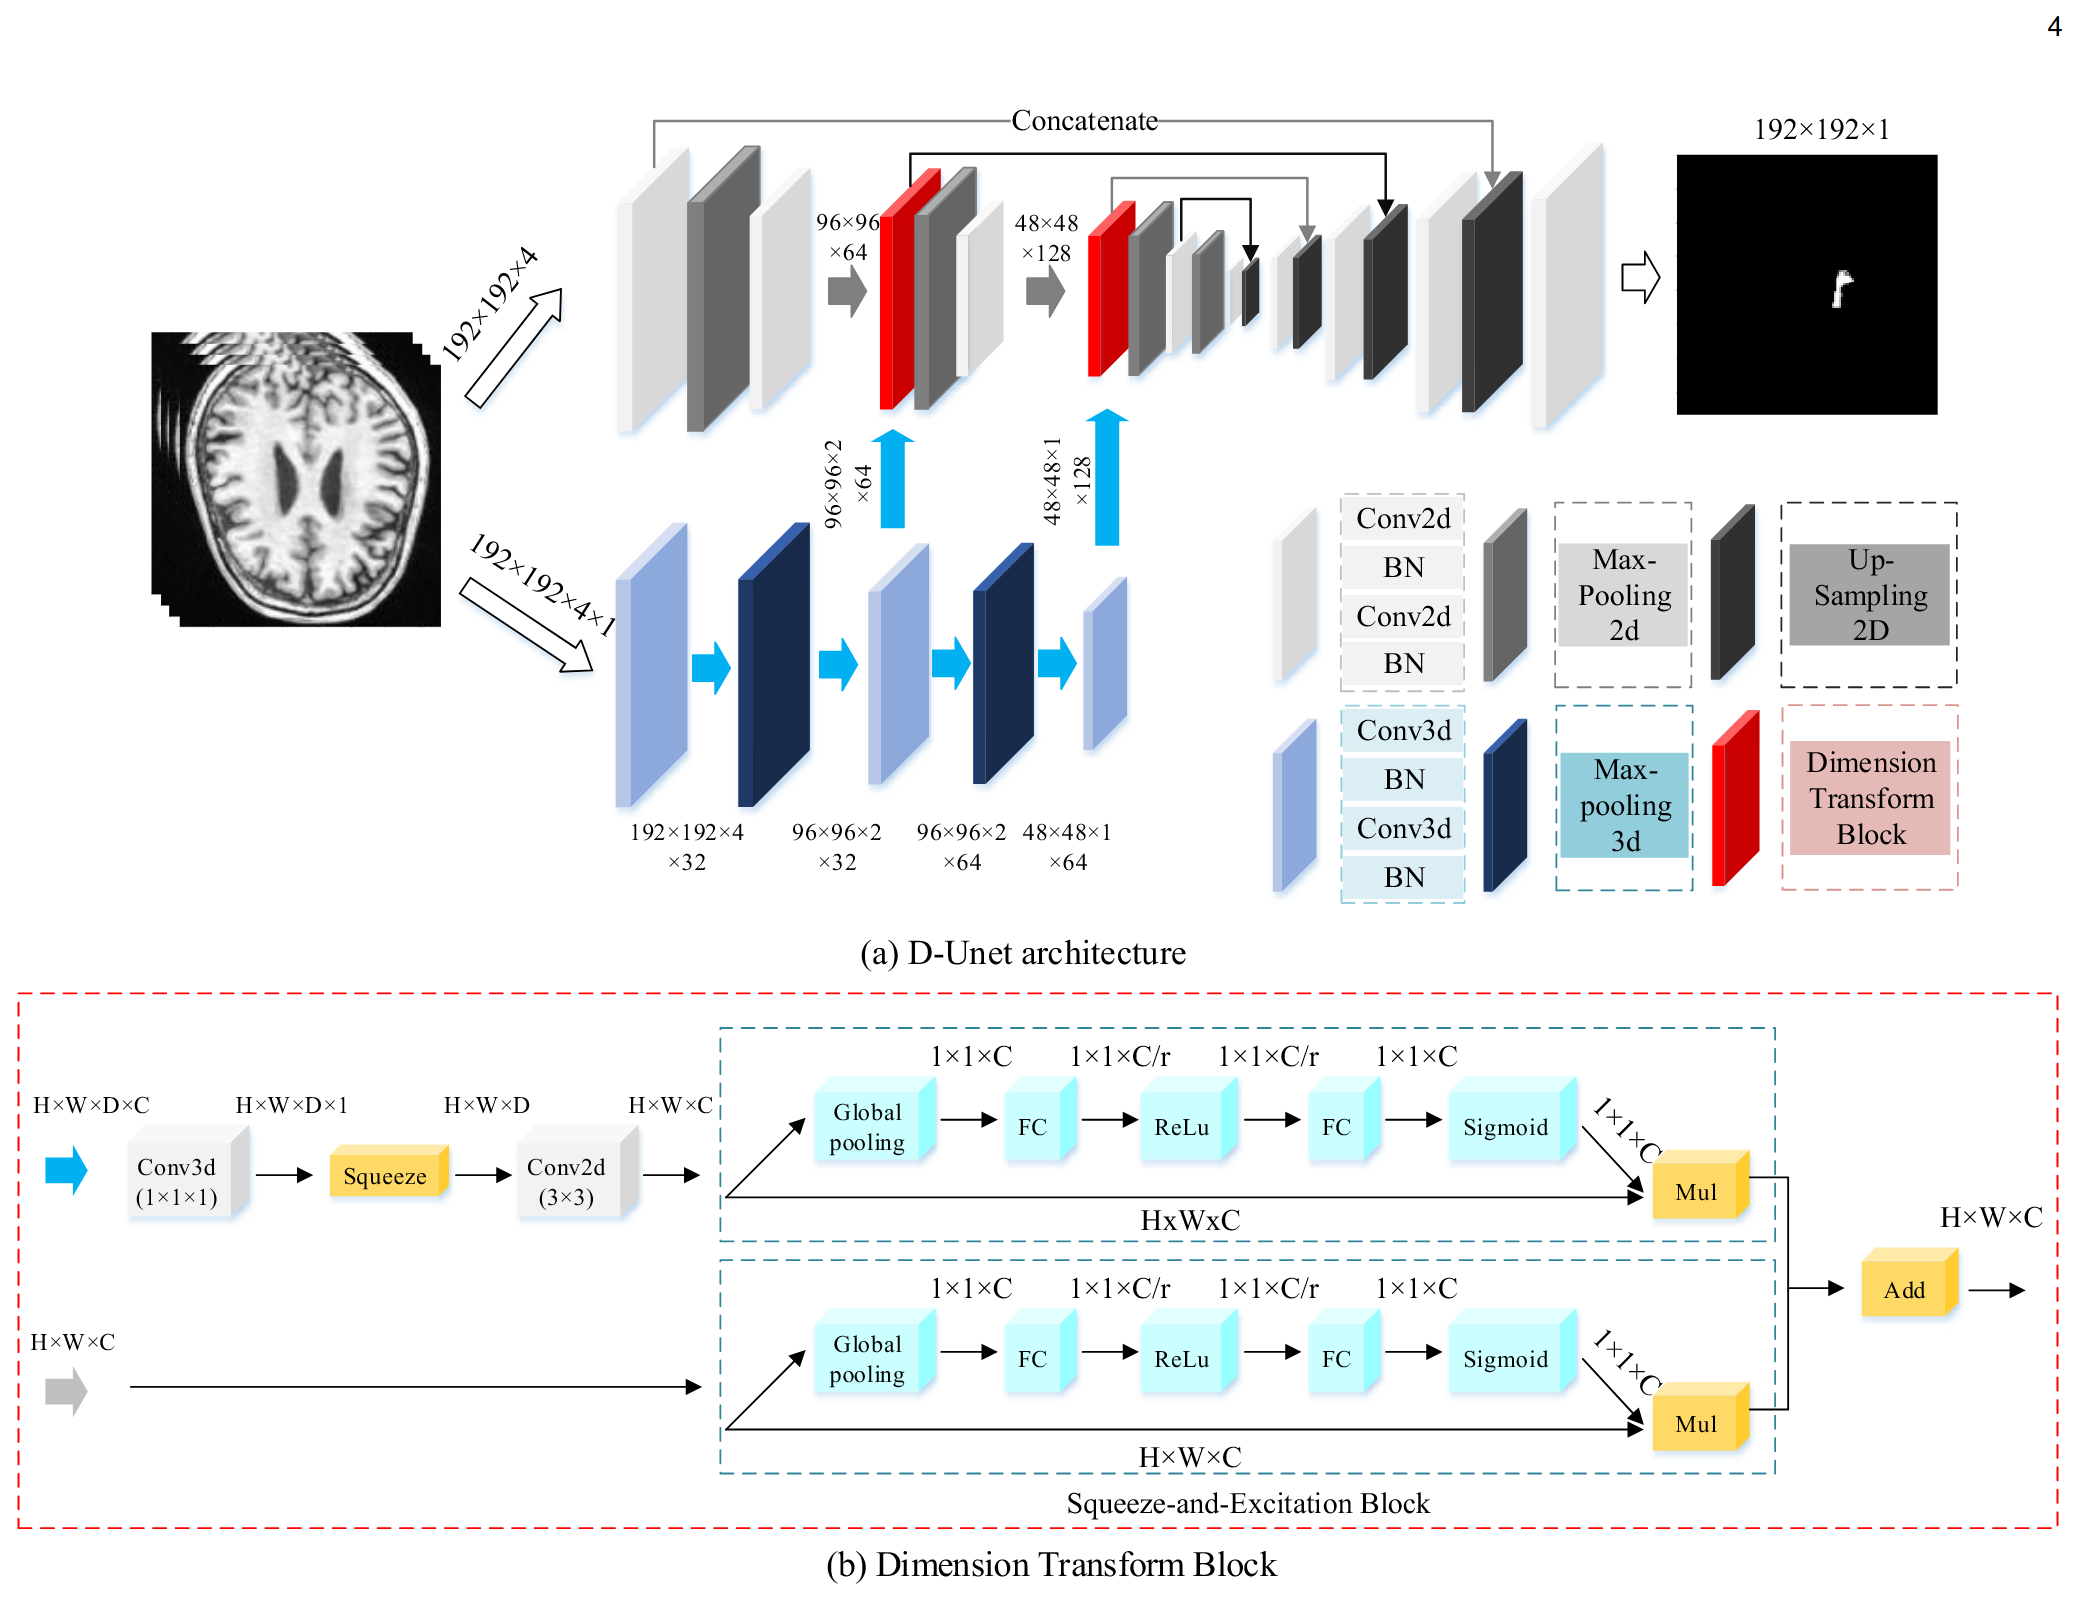 4
Concatenate
192×192×1
192×192×4
96×96
×64
48×48
×128
96×96×2
×64
48×48×1
×128
192×192×4×1
192×192×4
×32
96×96×2
×32
96×96×2
×64
48×48×1
×64
Conv2d
BN
Conv2d
BN
Max-
Pooling
2d
Up-
Sampling
2D
Conv3d
BN
Conv3d
BN
Max-
pooling
3d
Dimension
Transform
Block
(a) D-Unet architecture
H×W×D×C
H×W×D×1
H×W×D
H×W×C
Conv3d
(1×1×1)
Squeeze
Conv2d
(3×3)
1×1×C
1×1×C/r
1×1×C/r
1×1×C
Global
pooling
FC
ReLu
FC
Sigmoid
1×1×C
Mul
HxWxC
H×W×C
Add
H×W×C
1×1×C
1×1×C/r
1×1×C/r
1×1×C
Global
pooling
FC
ReLu
FC
Sigmoid
1×1×C
Mul
H×W×C
Squeeze-and-Excitation Block
(b) Dimension Transform Block